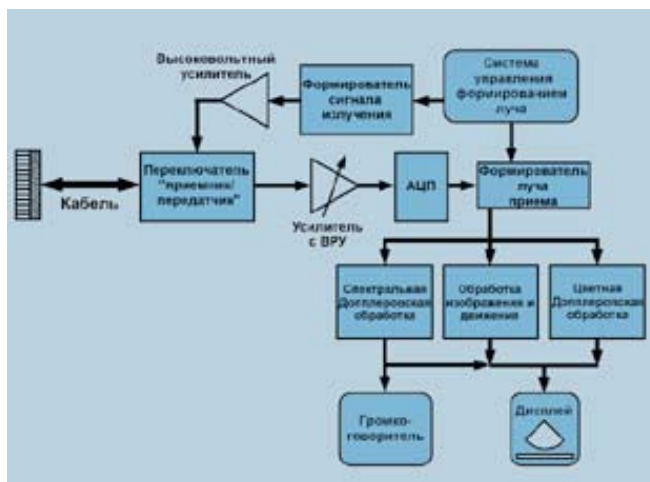 Высоковольтный
усилитель
Формирователь
сигнала
излучения
Система
управления
формированием
луча
Переключатель
"приемник/
передатчик"
Кабель
Усилитель
с ВРУ
АЦП
Формирователь
луча
приема
Спектральная
Допплеровская
обработка
Обработка
изображения и
движения
Цветная
Допплеровская
обработка
Громко-
говоритель
Дисплей